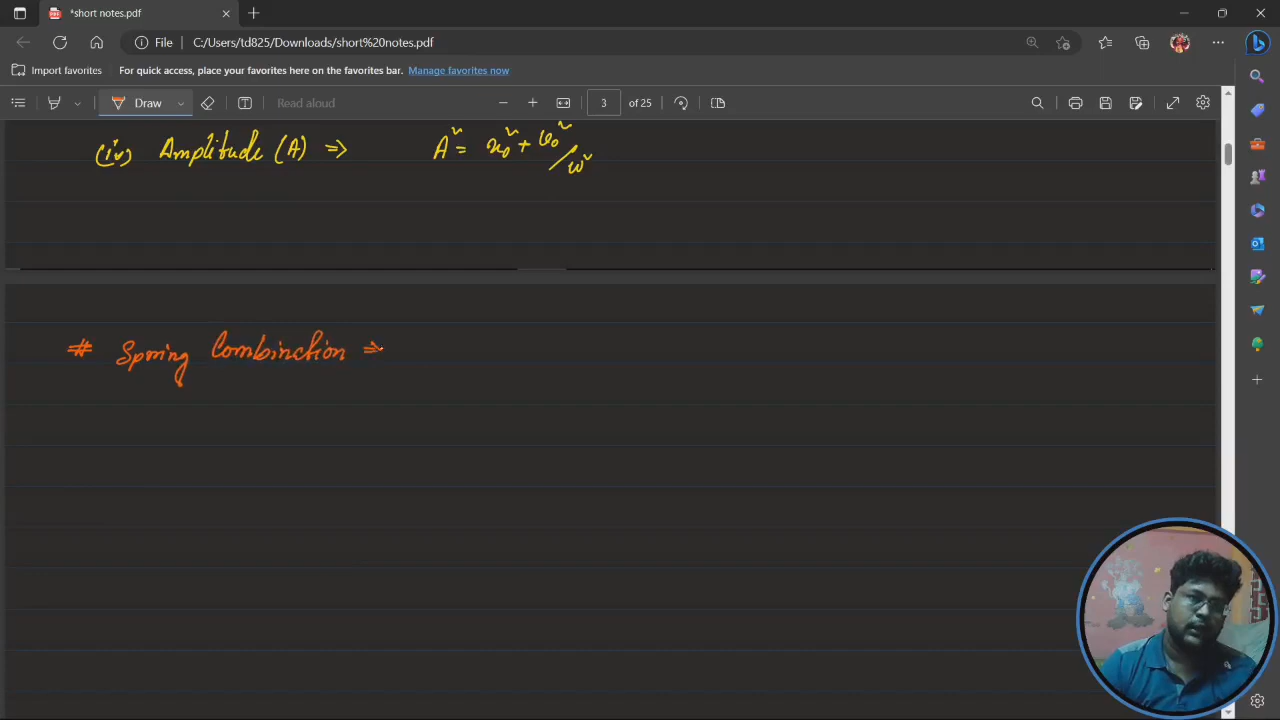 *short notes.pdf
File C:/Users/td825/Downloads/short%20notes.pdf
Import favorites For quick access, place your favorites here on the favorites bar. Manage favorites now
Draw Read aloud 3 of 25
(iv) Amplitude (A) ⇒ A² = x₀² + v₀²/ω²
# Spring Combination ⇒